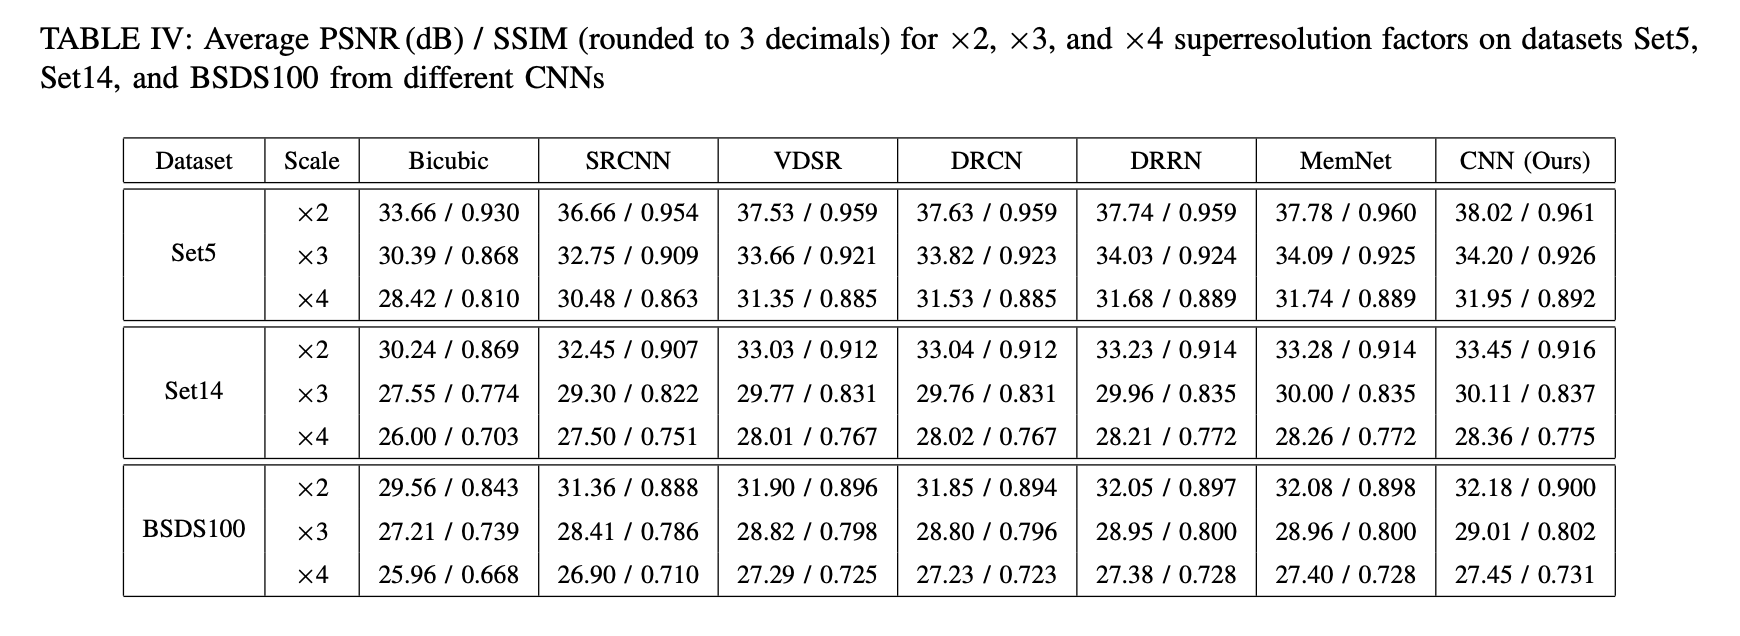 TABLE IV: Average PSNR (dB) / SSIM (rounded to 3 decimals) for ×2, ×3, and ×4 superresolution factors on datasets Set5,
Set14, and BSDS100 from different CNNs
Dataset Scale Bicubic SRCNN VDSR DRCN DRRN MemNet CNN (Ours)
×2 33.66 / 0.930 36.66 / 0.954 37.53 / 0.959 37.63 / 0.959 37.74 / 0.959 37.78 / 0.960 38.02 / 0.961
Set5 ×3 30.39 / 0.868 32.75 / 0.909 33.66 / 0.921 33.82 / 0.923 34.03 / 0.924 34.09 / 0.925 34.20 / 0.926
×4 28.42 / 0.810 30.48 / 0.863 31.35 / 0.885 31.53 / 0.885 31.68 / 0.889 31.74 / 0.889 31.95 / 0.892
×2 30.24 / 0.869 32.45 / 0.907 33.03 / 0.912 33.04 / 0.912 33.23 / 0.914 33.28 / 0.914 33.45 / 0.916
Set14 ×3 27.55 / 0.774 29.30 / 0.822 29.77 / 0.831 29.76 / 0.831 29.96 / 0.835 30.00 / 0.835 30.11 / 0.837
×4 26.00 / 0.703 27.50 / 0.751 28.01 / 0.767 28.02 / 0.767 28.21 / 0.772 28.26 / 0.772 28.36 / 0.775
×2 29.56 / 0.843 31.36 / 0.888 31.90 / 0.896 31.85 / 0.894 32.05 / 0.897 32.08 / 0.898 32.18 / 0.900
BSDS100 ×3 27.21 / 0.739 28.41 / 0.786 28.82 / 0.798 28.80 / 0.796 28.95 / 0.800 28.96 / 0.800 29.01 / 0.802
×4 25.96 / 0.668 26.90 / 0.710 27.29 / 0.725 27.23 / 0.723 27.38 / 0.728 27.40 / 0.728 27.45 / 0.731